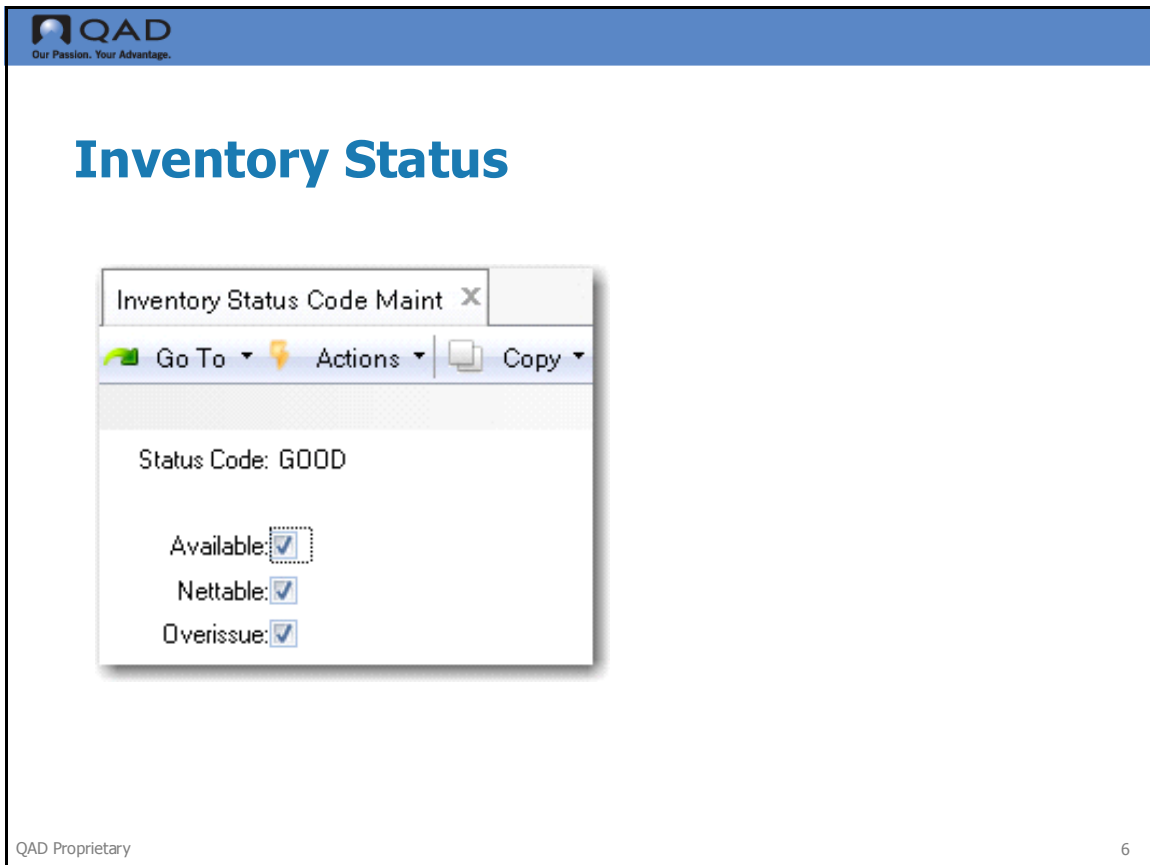 QAD
Our Passion. Your Advantage.
Inventory Status
Inventory Status Code Maint
Go To Actions Copy
Status Code: GOOD
Available:
Nettable:
Overissue:
QAD Proprietary 6